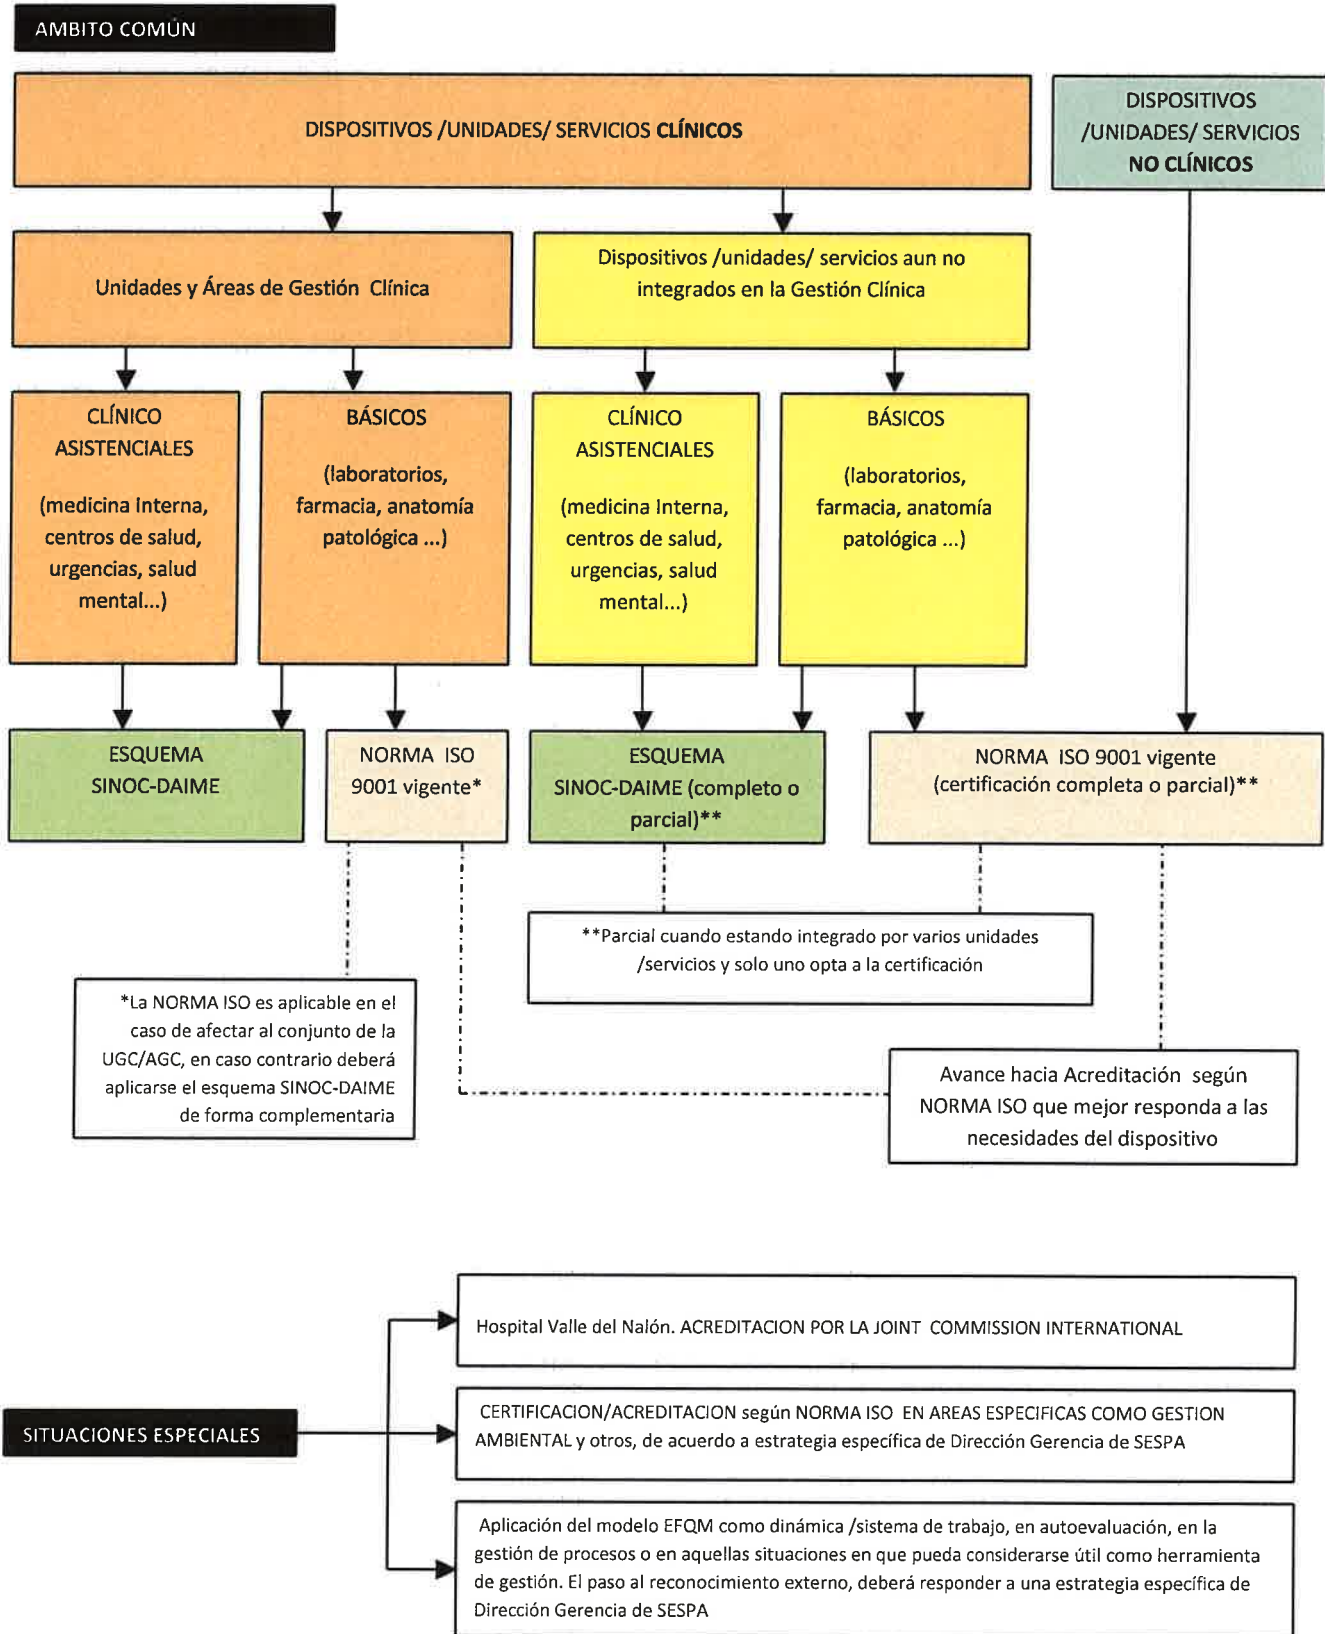 AMBITO COMÚN
DISPOSITIVOS /UNIDADES/ SERVICIOS CLÍNICOS
DISPOSITIVOS
/UNIDADES/ SERVICIOS
NO CLÍNICOS
Unidades y Áreas de Gestión Clínica
Dispositivos /unidades/ servicios aun no
integrados en la Gestión Clínica
CLÍNICO
ASISTENCIALES
(medicina Interna,
centros de salud,
urgencias, salud
mental...)
BÁSICOS
(laboratorios,
farmacia, anatomía
patológica ...)
CLÍNICO
ASISTENCIALES
(medicina Interna,
centros de salud,
urgencias, salud
mental...)
BÁSICOS
(laboratorios,
farmacia, anatomía
patológica ...)
ESQUEMA
SINOC-DAIME
NORMA ISO
9001 vigente*
ESQUEMA
SINOC-DAIME (completo o
parcial)**
NORMA ISO 9001 vigente
(certificación completa o parcial)**
**Parcial cuando estando integrado por varios unidades
/servicios y solo uno opta a la certificación
*La NORMA ISO es aplicable en el
caso de afectar al conjunto de la
UGC/AGC, en caso contrario deberá
aplicarse el esquema SINOC-DAIME
de forma complementaria
Avance hacia Acreditación según
NORMA ISO que mejor responda a las
necesidades del dispositivo
SITUACIONES ESPECIALES
Hospital Valle del Nalón. ACREDITACION POR LA JOINT COMMISSION INTERNATIONAL
CERTIFICACION/ACREDITACION según NORMA ISO EN AREAS ESPECIFICAS COMO GESTION
AMBIENTAL y otros, de acuerdo a estrategia específica de Dirección Gerencia de SESPA
Aplicación del modelo EFQM como dinámica /sistema de trabajo, en autoevaluación, en la
gestión de procesos o en aquellas situaciones en que pueda considerarse útil como herramienta
de gestión. El paso al reconocimiento externo, deberá responder a una estrategia específica de
Dirección Gerencia de SESPA